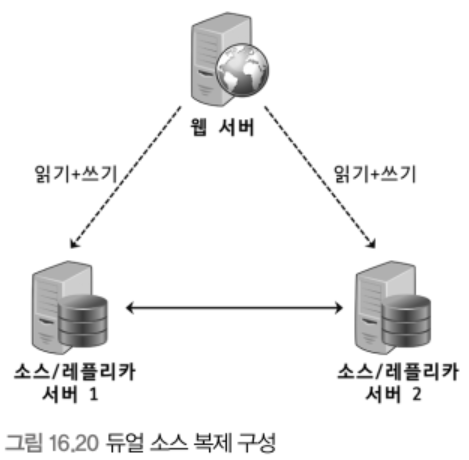 웹 서버
읽기+쓰기
읽기+쓰기
소스/레플리카
서버 1
소스/레플리카
서버 2
그림 16.20 듀얼 소스 복제 구성